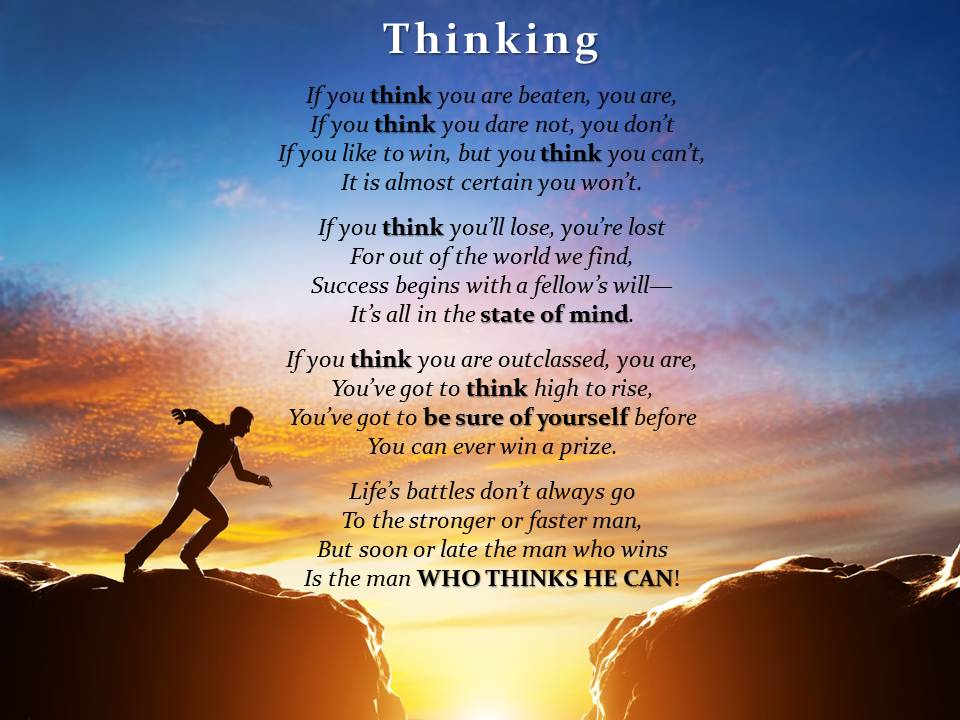 Thinking
If you think you are beaten, you are,
If you think you dare not, you don’t
If you like to win, but you think you can’t,
It is almost certain you won’t.
If you think you’ll lose, you’re lost
For out of the world we find,
Success begins with a fellow’s will—
It’s all in the state of mind.
If you think you are outclassed, you are,
You’ve got to think high to rise,
You’ve got to be sure of yourself before
You can ever win a prize.
Life’s battles don’t always go
To the stronger or faster man,
But soon or late the man who wins
Is the man WHO THINKS HE CAN!